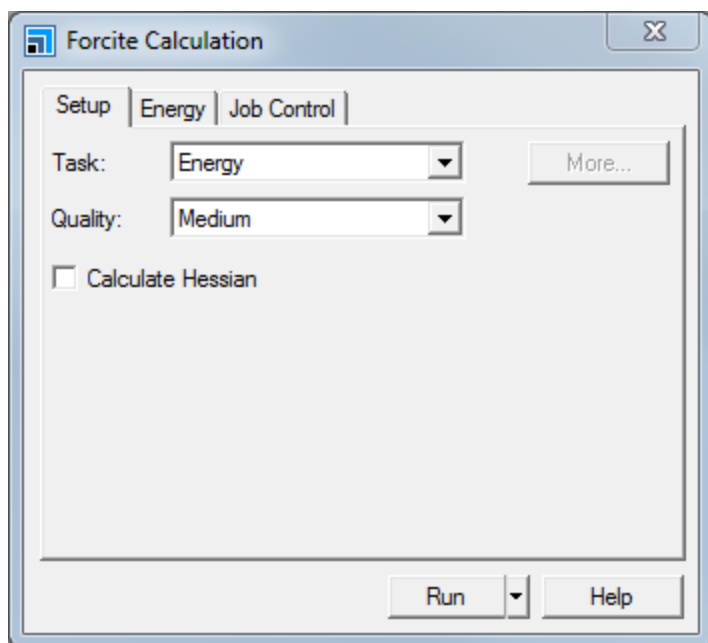 Forcite Calculation
Setup Energy Job Control
Task: Energy More...
Quality: Medium
Calculate Hessian
Run Help